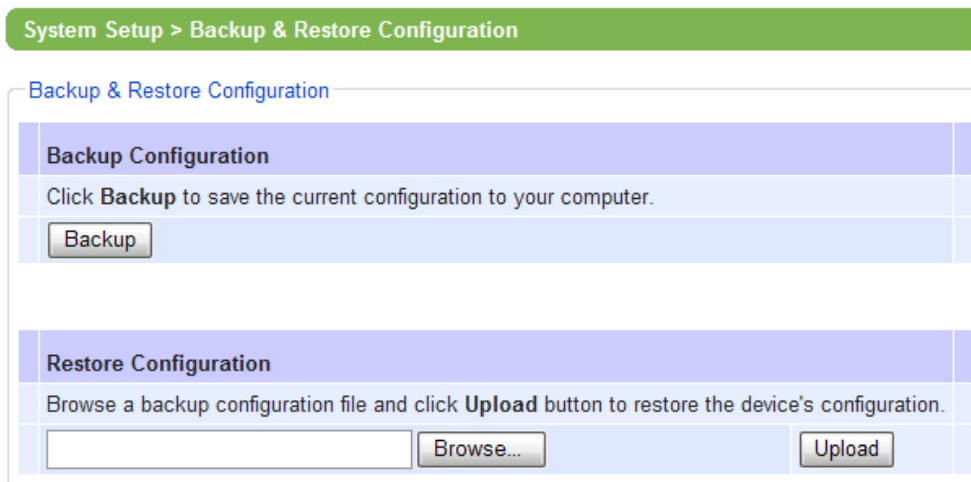 System Setup > Backup & Restore Configuration
Backup & Restore Configuration
Backup Configuration
Click Backup to save the current configuration to your computer.
Backup
Restore Configuration
Browse a backup configuration file and click Upload button to restore the device's configuration.
Browse... Upload